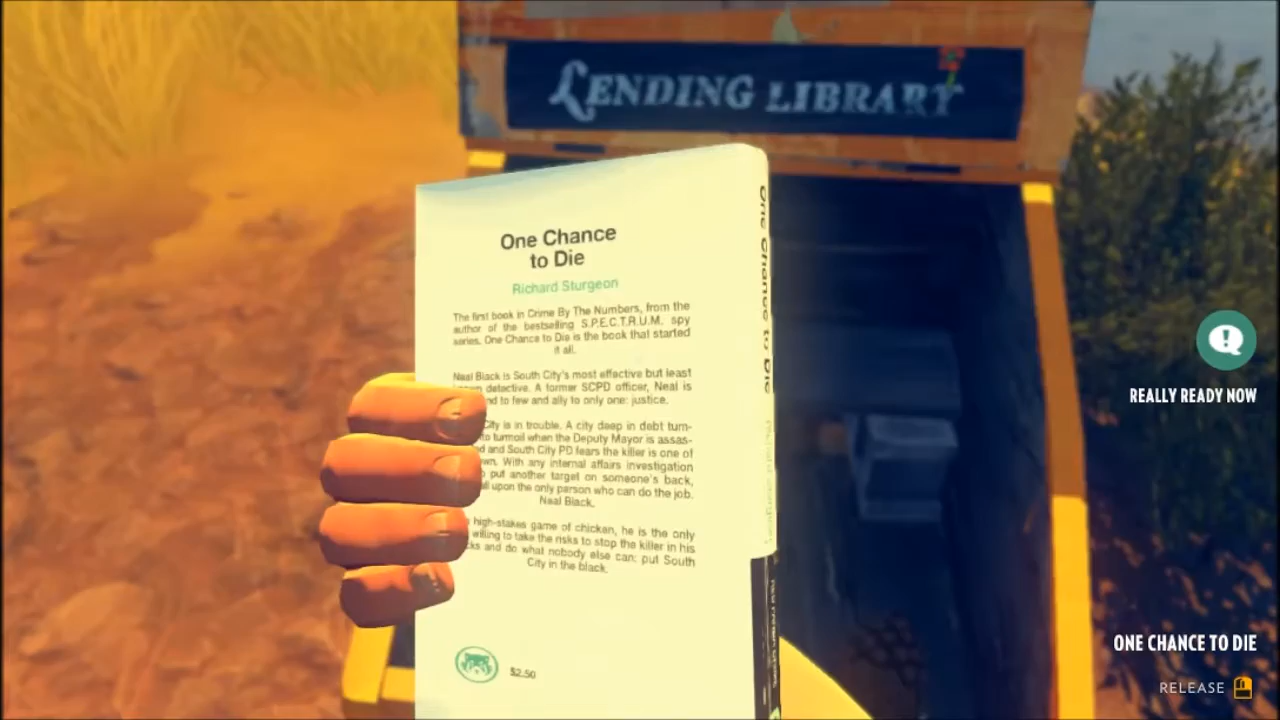 LENDING LIBRARY
One Chance
to Die
Richard Sturgeon
The first book in Crime By The Numbers, from the
author of the bestselling S.P.E.C.T.R.U.M. spy
series, One Chance to Die is the book that started
it all.
Neal Black is South City's most effective but least
detective. A former SCPD officer, Neal is
to few and ally to only one: justice.
City is in trouble. A city deep in debt turn-
turmoil when the Deputy Mayor is assas-
and South City PD fears the killer is one of
With any internal affairs investigation
put another target on someone's back,
upon the only person who can do the job.
Neal Black.
high-stakes game of chicken, he is the only
willing to take the risks to stop the killer in his
and do what nobody else can: put South
City in the black.
$2.50
One Chance to Die
REALLY READY NOW
ONE CHANCE TO DIE
RELEASE